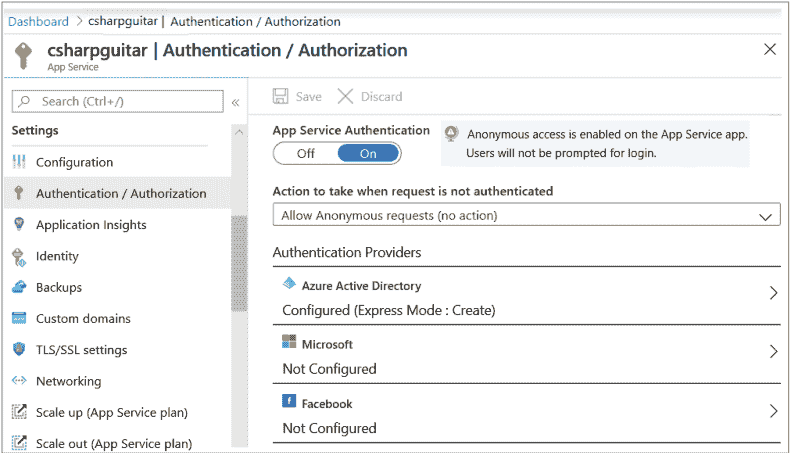 Dashboard > csharpguitar | Authentication / Authorization
csharpguitar | Authentication / Authorization
App Service
Search (Ctrl+/)
«
Settings
Configuration
Authentication / Authorization
Application Insights
Identity
Backups
Custom domains
TLS/SSL settings
Networking
Scale up (App Service plan)
Scale out (App Service plan)
Save
Discard
App Service Authentication
Off
On
Anonymous access is enabled on the App Service app.
Users will not be prompted for login.
Action to take when request is not authenticated
Allow Anonymous requests (no action)
Authentication Providers
Azure Active Directory
Configured (Express Mode : Create)
Microsoft
Not Configured
Facebook
Not Configured